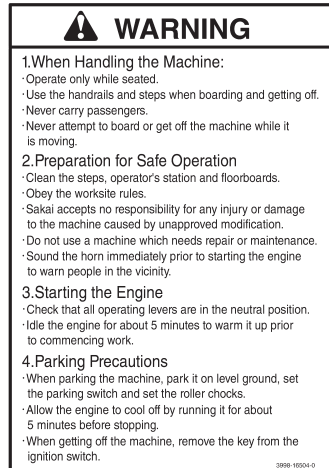 WARNING
1.When Handling the Machine:
·Operate only while seated.
·Use the handrails and steps when boarding and getting off.
·Never carry passengers.
·Never attempt to board or get off the machine while it
is moving.
2.Preparation for Safe Operation
·Clean the steps, operator's station and floorboards.
·Obey the worksite rules.
·Sakai accepts no responsibility for any injury or damage
to the machine caused by unapproved modification.
·Do not use a machine which needs repair or maintenance.
·Sound the horn immediately prior to starting the engine
to warn people in the vicinity.
3.Starting the Engine
·Check that all operating levers are in the neutral position.
·Idle the engine for about 5 minutes to warm it up prior
to commencing work.
4.Parking Precautions
·When parking the machine, park it on level ground, set
the parking switch and set the roller chocks.
·Allow the engine to cool off by running it for about
5 minutes before stopping.
·When getting off the machine, remove the key from the
ignition switch.
3998-16504-0